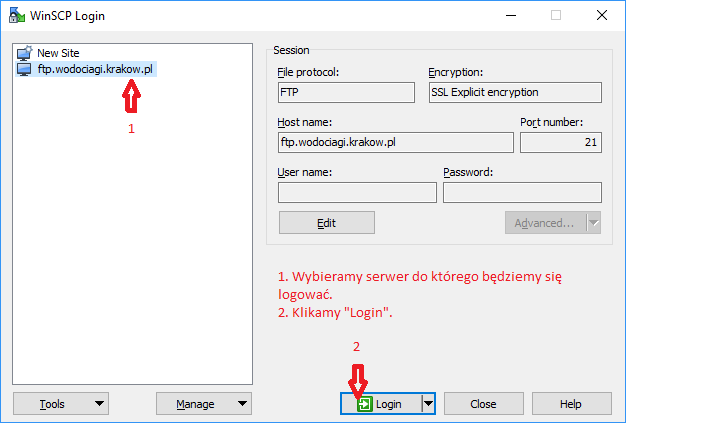 WinSCP Login
New Site
ftp.wodociagi.krakow.pl
1
Session
File protocol:
Encryption:
FTP
SSL Explicit encryption
Host name:
Port number:
ftp.wodociagi.krakow.pl
21
User name:
Password:
Edit
Advanced...
1. Wybieramy serwer do którego będziemy się
logować.
2. Klikamy "Login".
2
Tools
Manage
Login
Close
Help